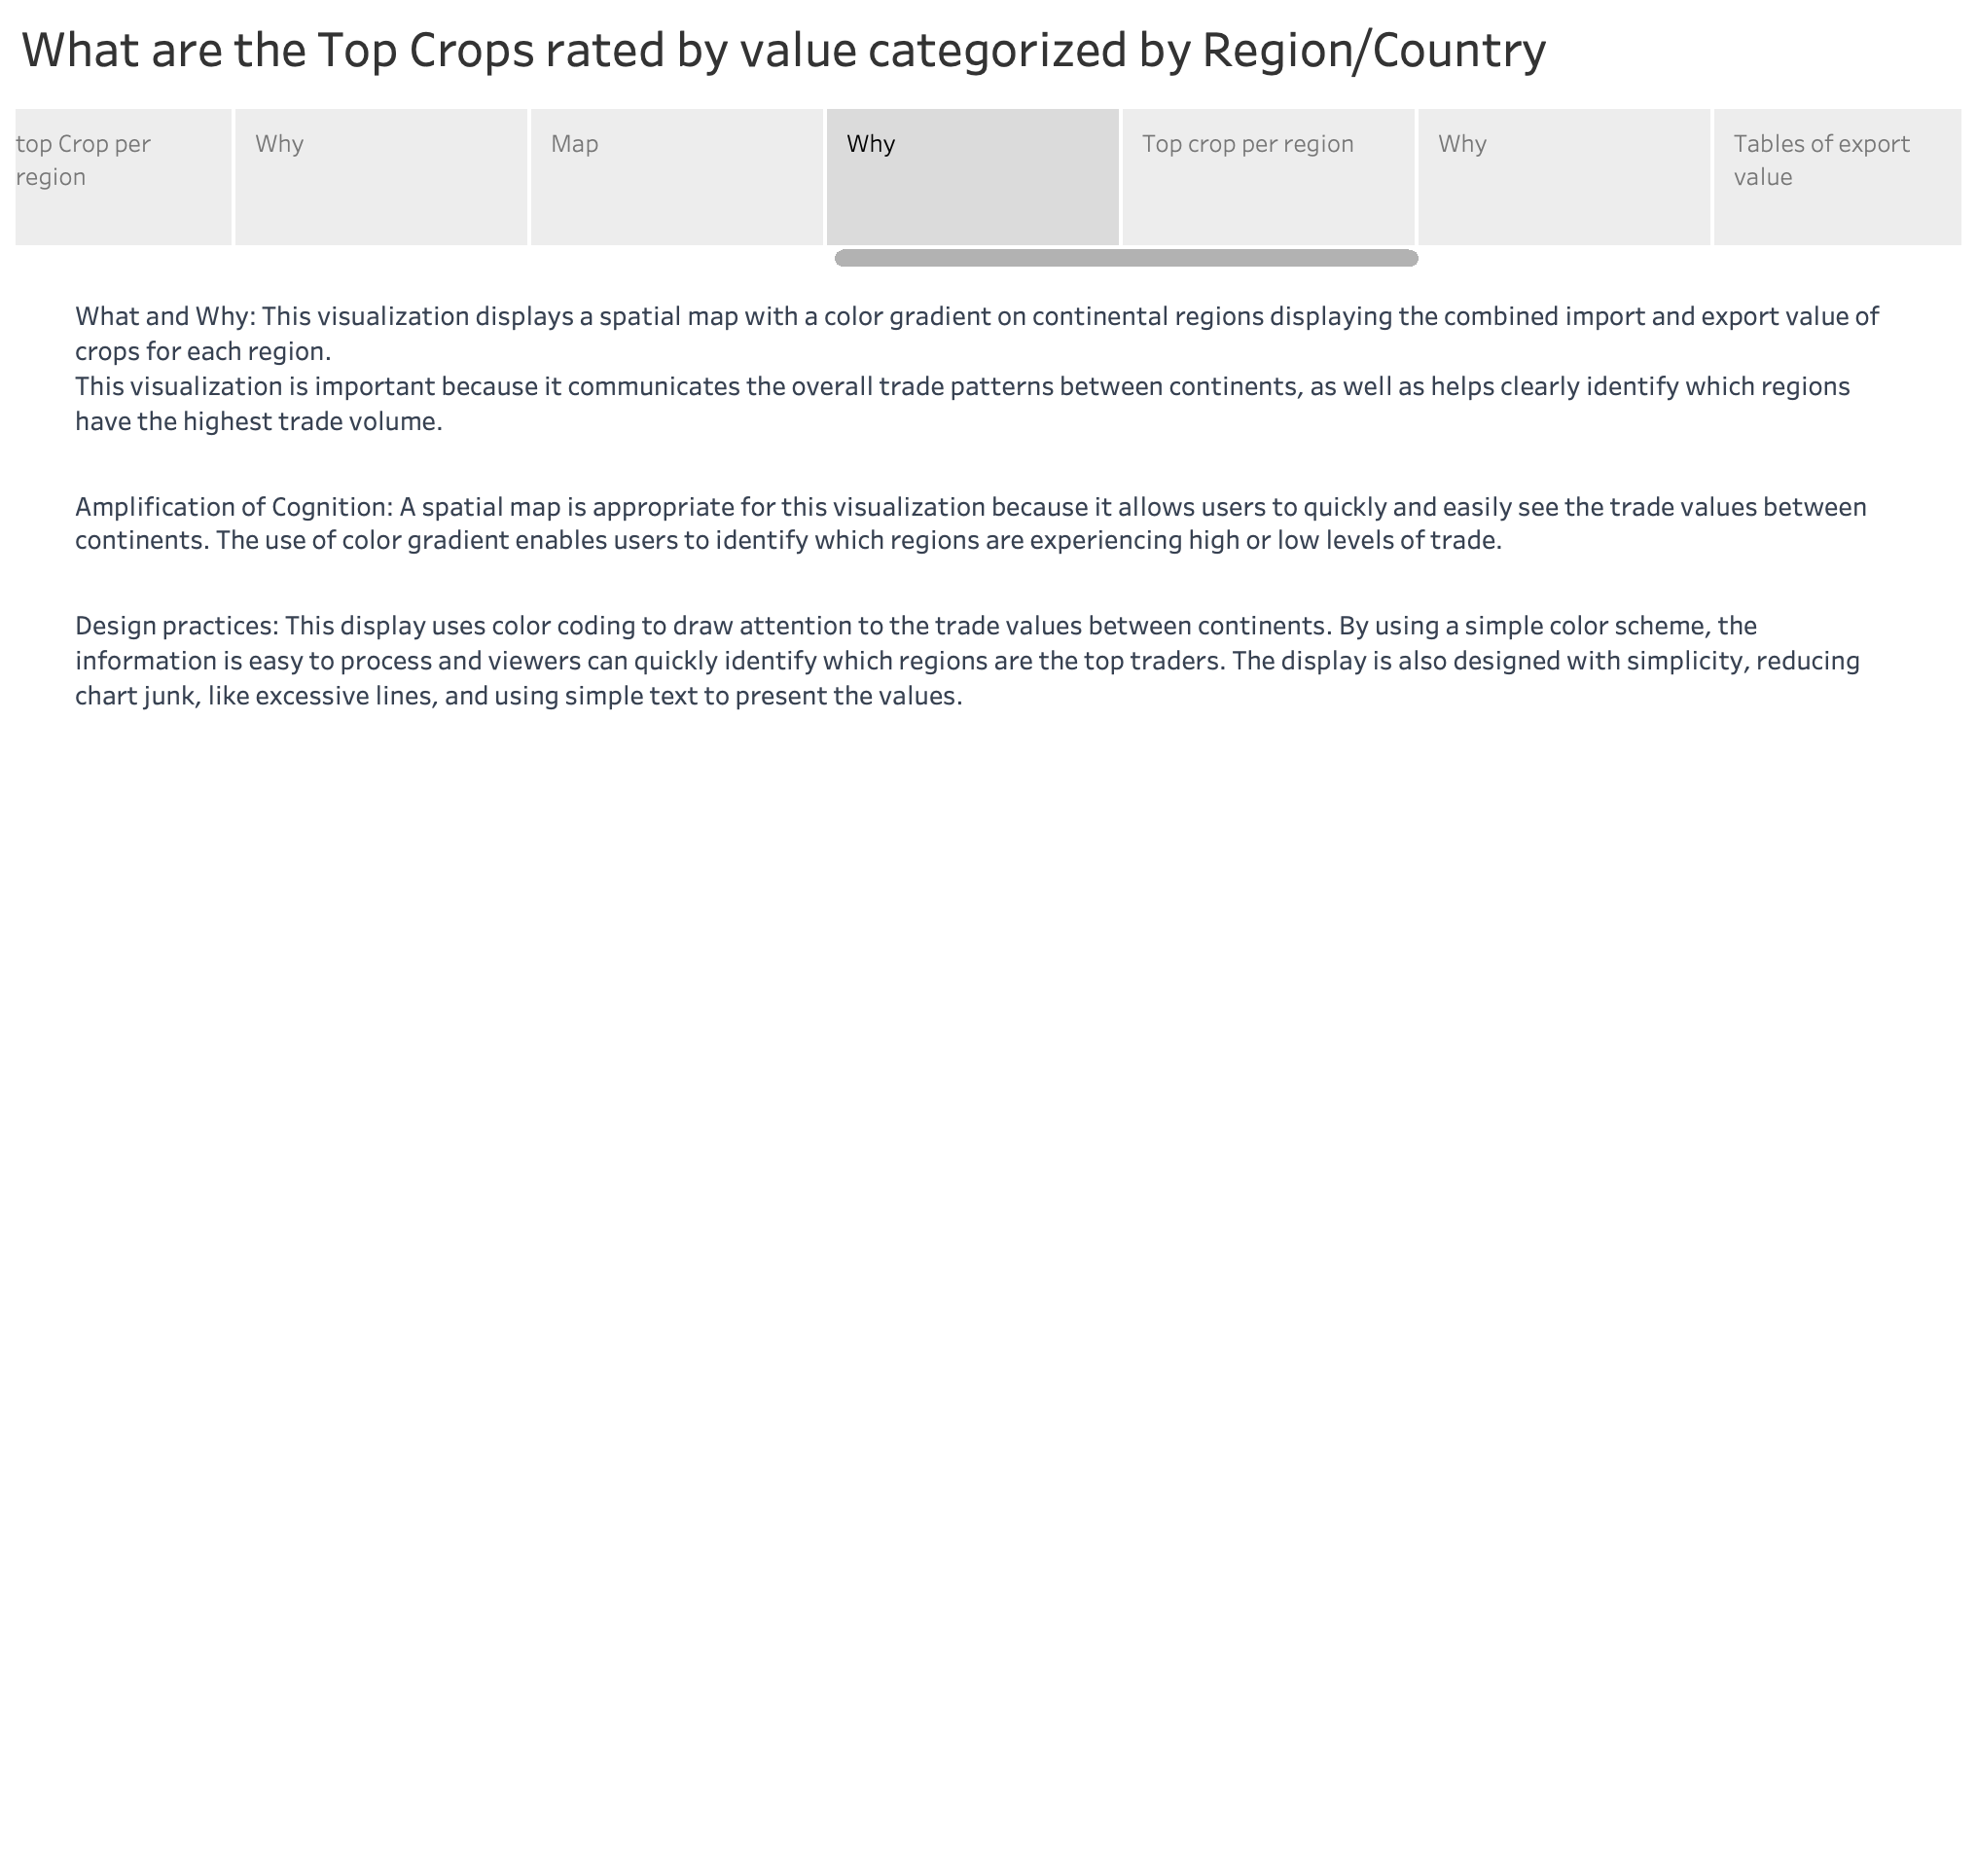 What are the Top Crops rated by value categorized by Region/Country
top Crop per
region
Why
Map
Why
Top crop per region
Why
Tables of export
value
What and Why: This visualization displays a spatial map with a color gradient on continental regions displaying the combined import and export value of
crops for each region.
This visualization is important because it communicates the overall trade patterns between continents, as well as helps clearly identify which regions
have the highest trade volume.
Amplification of Cognition: A spatial map is appropriate for this visualization because it allows users to quickly and easily see the trade values between
continents. The use of color gradient enables users to identify which regions are experiencing high or low levels of trade.
Design practices: This display uses color coding to draw attention to the trade values between continents. By using a simple color scheme, the
information is easy to process and viewers can quickly identify which regions are the top traders. The display is also designed with simplicity, reducing
chart junk, like excessive lines, and using simple text to present the values.